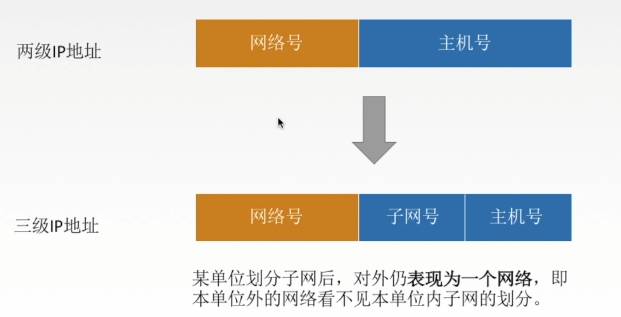 两级IP地址
网络号
主机号
三级IP地址
网络号
子网号
主机号
某单位划分子网后，对外仍表现为一个网络，即
本单位外的网络看不见本单位内子网的划分。